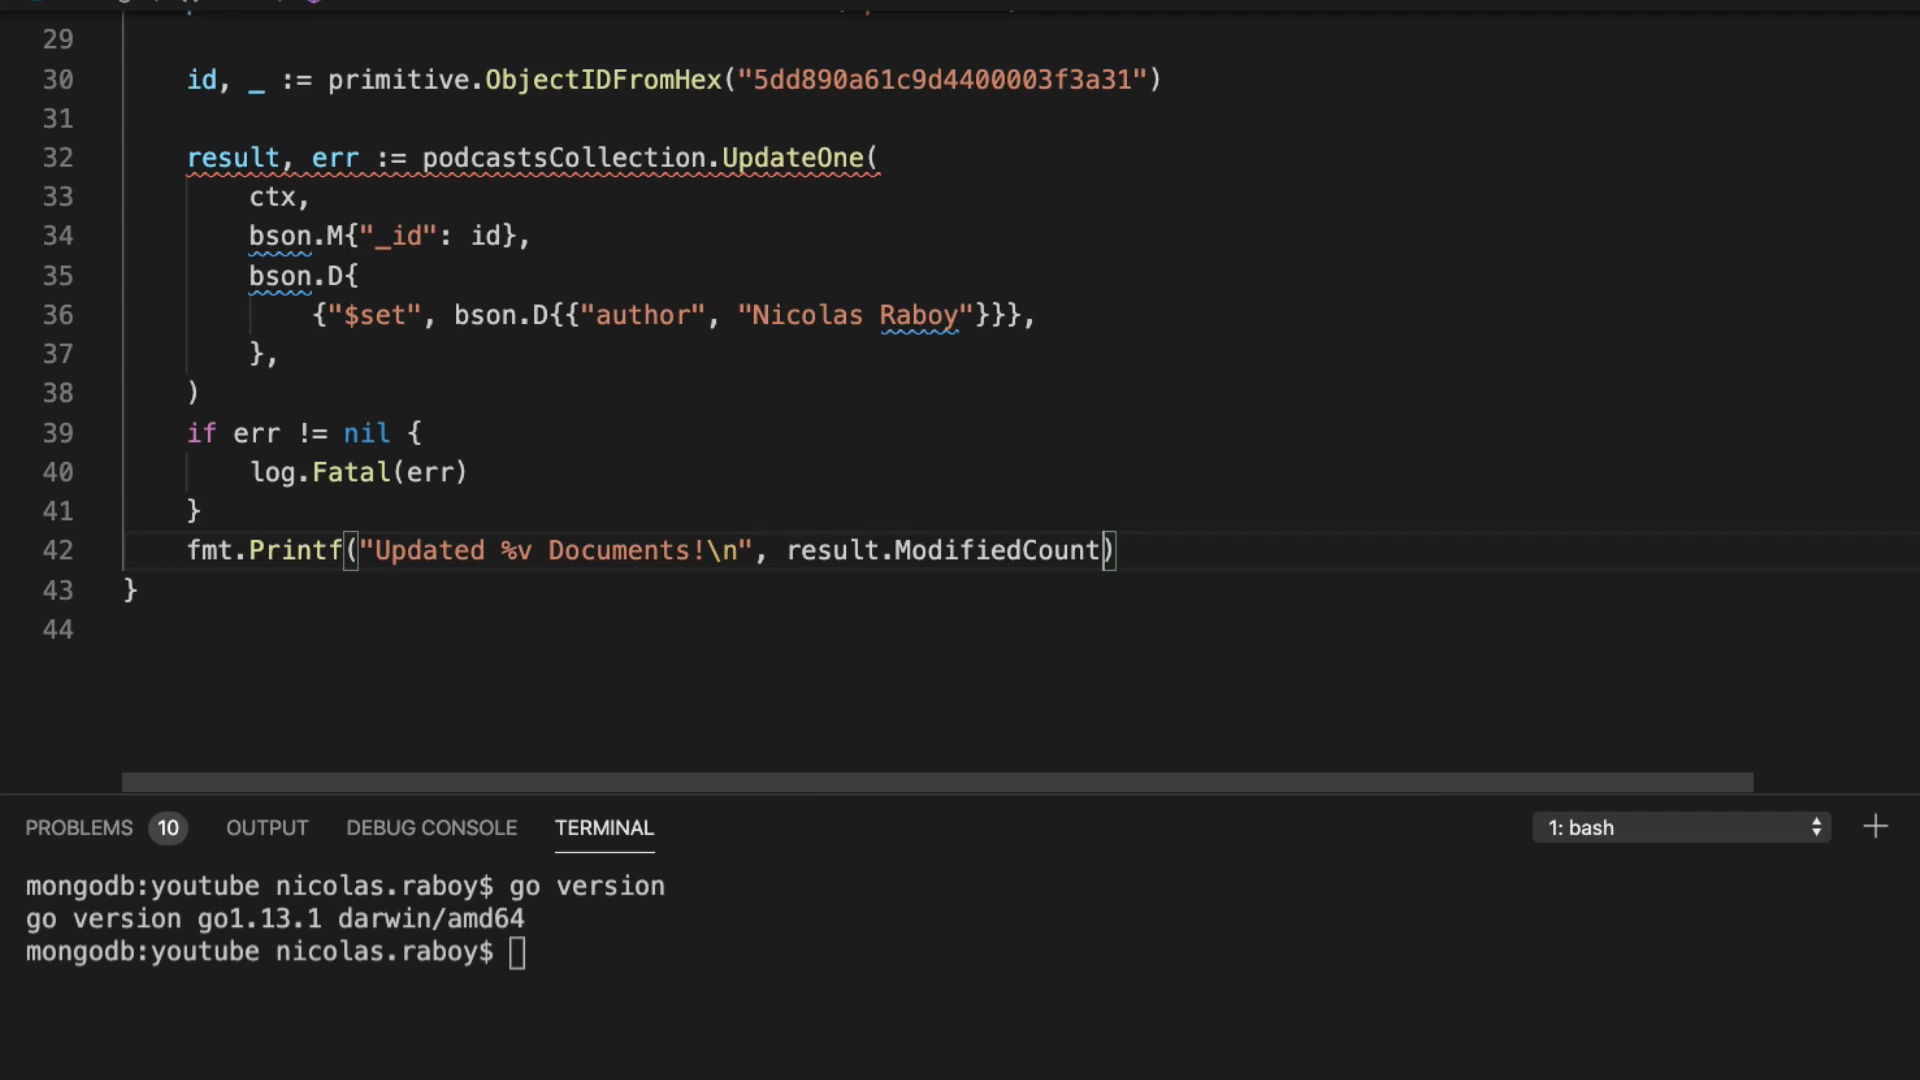 29
30 id, _ := primitive.ObjectIDFromHex("5dd890a61c9d4400003f3a31")
31
32 result, err := podcastsCollection.UpdateOne(
33 ctx,
34 bson.M{"_id": id},
35 bson.D{
36 {"$set", bson.D{{"author", "Nicolas Raboy"}}},
37 },
38 )
39 if err != nil {
40 log.Fatal(err)
41 }
42 fmt.Printf("Updated %v Documents!\n", result.ModifiedCount)
43 }
44
PROBLEMS 10 OUTPUT DEBUG CONSOLE TERMINAL 1: bash
mongodb:youtube nicolas.raboy$ go version
go version go1.13.1 darwin/amd64
mongodb:youtube nicolas.raboy$